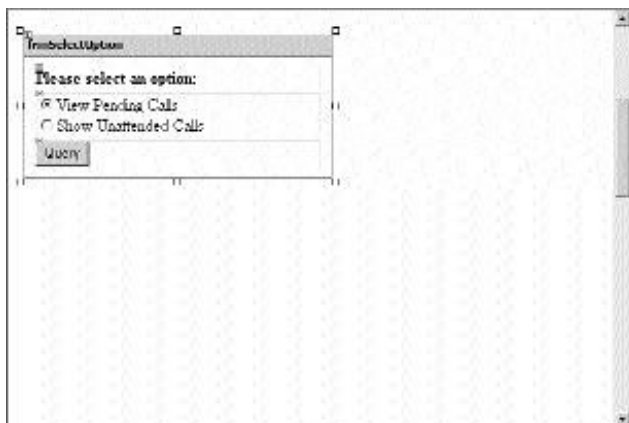 frmSelectOption
Please select an option:
View Pending Calls
Show Unattended Calls
Query